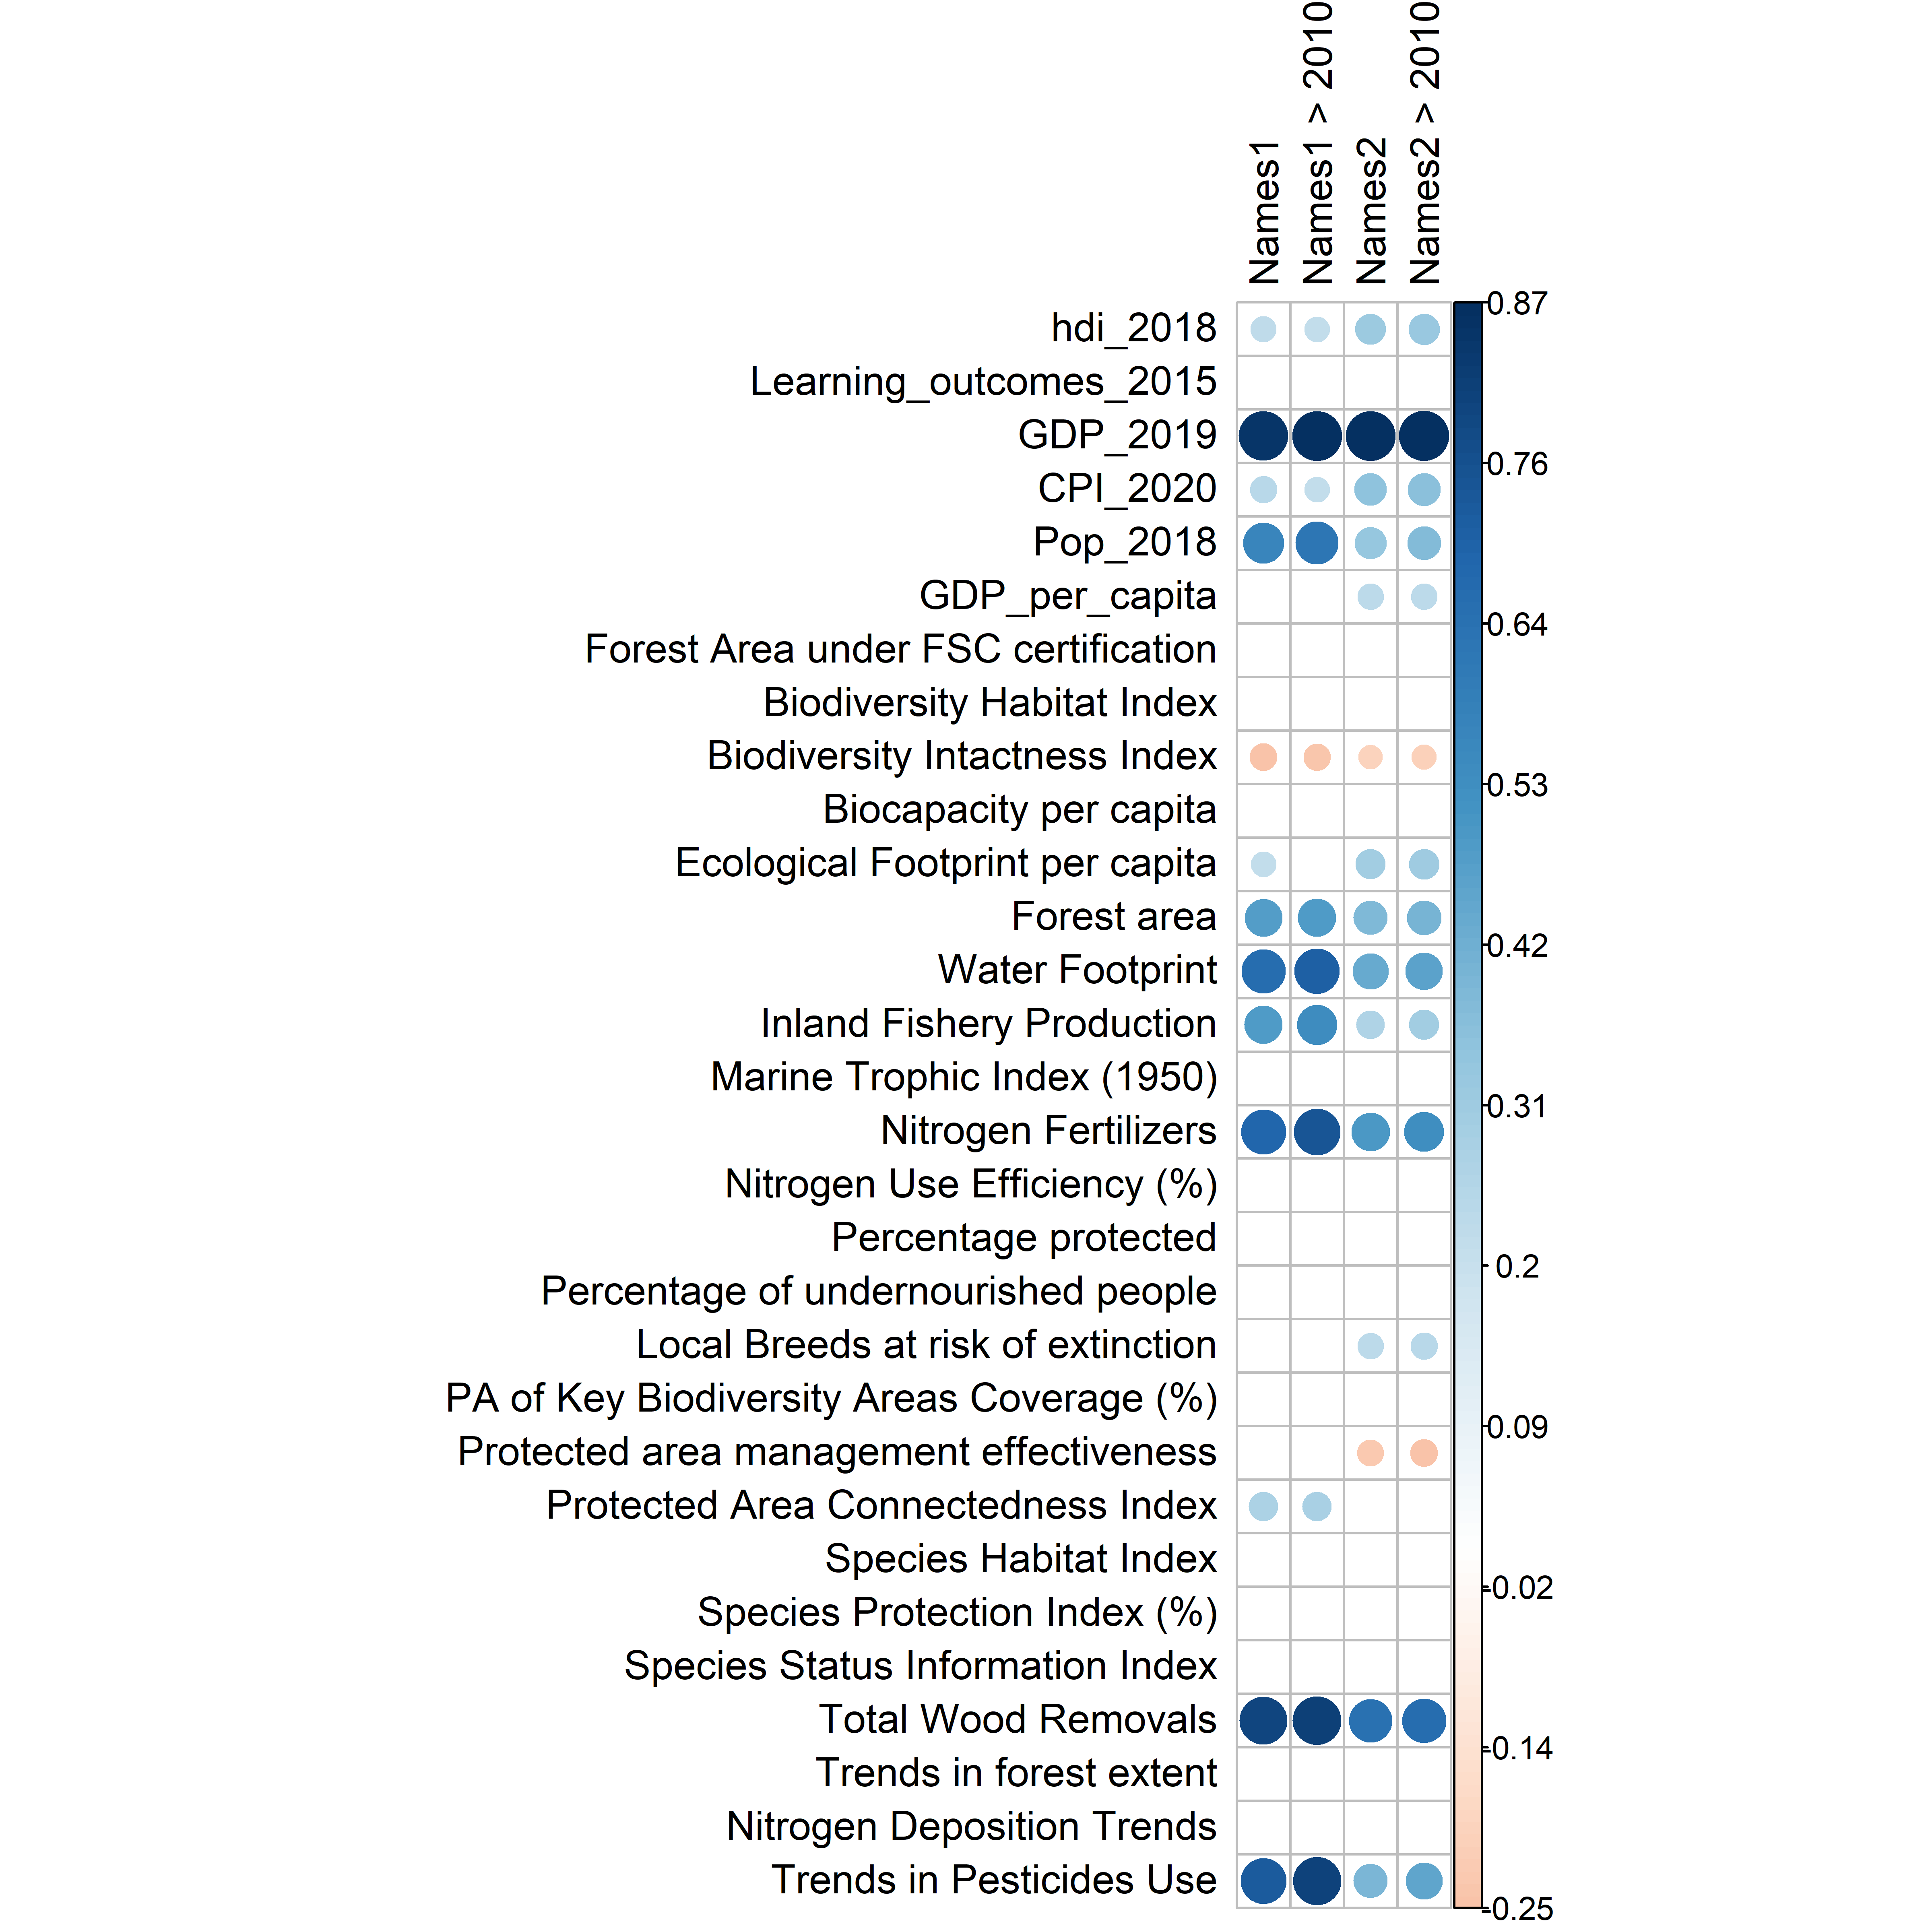 Names1
Names1 > 2010
Names2
Names2 > 2010
hdi_2018
Learning_outcomes_2015
GDP_2019
CPI_2020
Pop_2018
GDP_per_capita
Forest Area under FSC certification
Biodiversity Habitat Index
Biodiversity Intactness Index
Biocapacity per capita
Ecological Footprint per capita
Forest area
Water Footprint
Inland Fishery Production
Marine Trophic Index (1950)
Nitrogen Fertilizers
Nitrogen Use Efficiency (%)
Percentage protected
Percentage of undernourished people
Local Breeds at risk of extinction
PA of Key Biodiversity Areas Coverage (%)
Protected area management effectiveness
Protected Area Connectedness Index
Species Habitat Index
Species Protection Index (%)
Species Status Information Index
Total Wood Removals
Trends in forest extent
Nitrogen Deposition Trends
Trends in Pesticides Use
0.87
0.76
0.64
0.53
0.42
0.31
0.2
0.09
-0.02
-0.14
-0.25